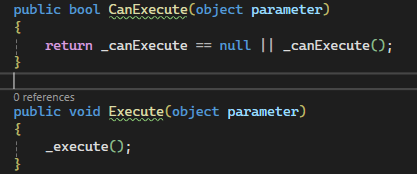 public bool CanExecute(object parameter)
{
return _canExecute == null || _canExecute();
}
0 references
public void Execute(object parameter)
{
_execute();
}